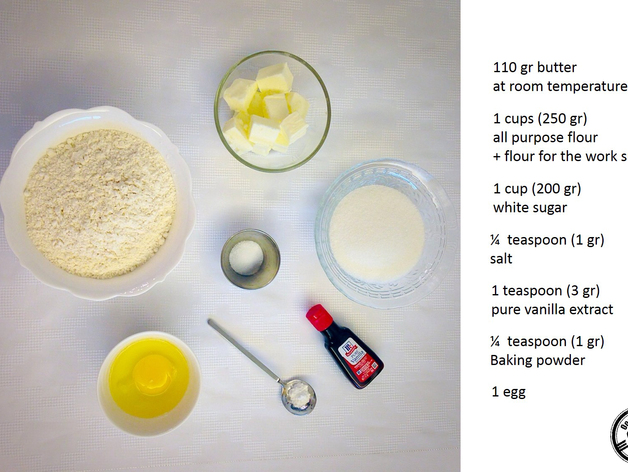 110 gr butter
at room temperature
1 cups (250 gr)
all purpose flour
+ flour for the work
1 cup (200 gr)
white sugar
¼ teaspoon (1 gr)
salt
1 teaspoon (3 gr)
pure vanilla extract
¼ teaspoon (1 gr)
Baking powder
1 egg